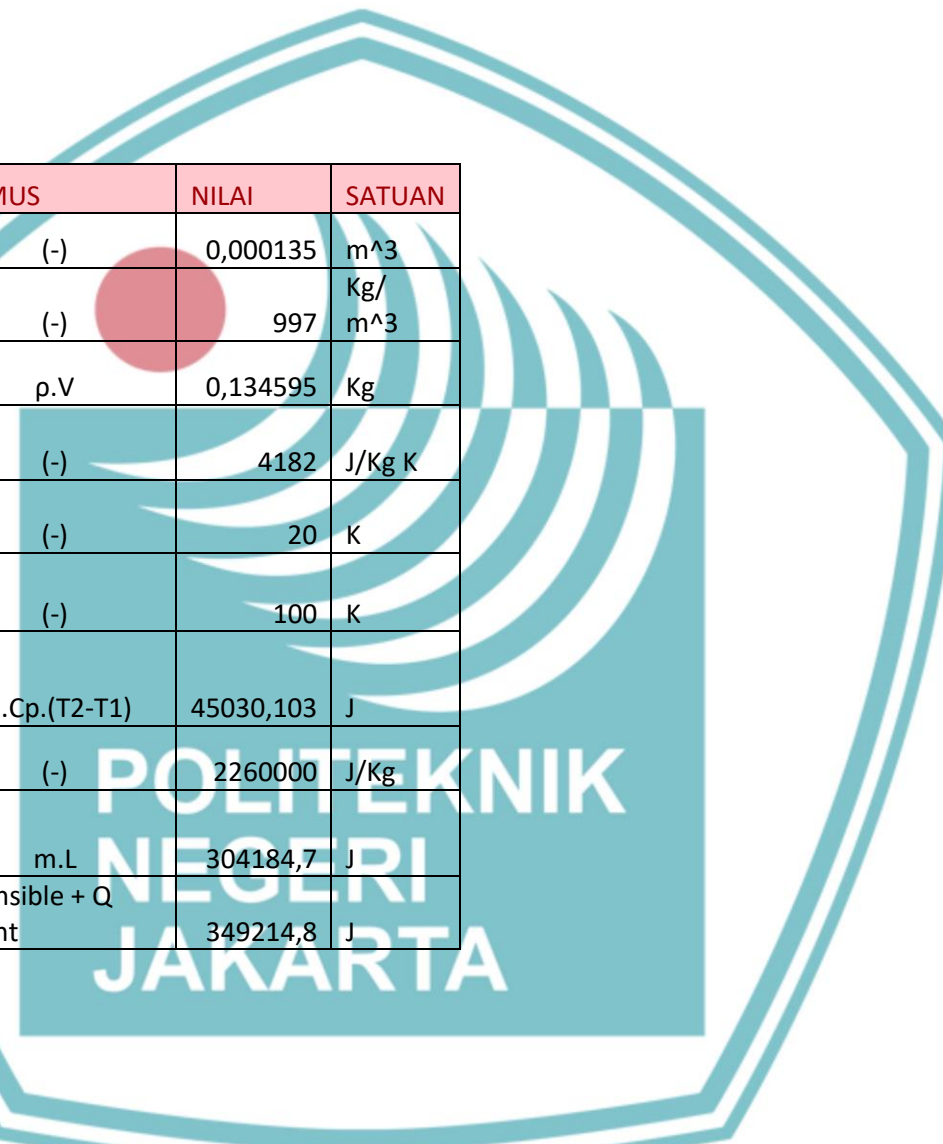 MUS NILAI SATUAN
(-) 0,000135 m^3
(-) 997 Kg/
m^3
ρ.V 0,134595 Kg
(-) 4182 J/Kg K
(-) 20 K
(-) 100 K
.Cp.(T2-T1) 45030,103 J
(-) 2260000 J/Kg
m.L 304184,7 J
nsible + Q
nt 349214,8 J
POLITEKNIK
NEGERI
JAKARTA